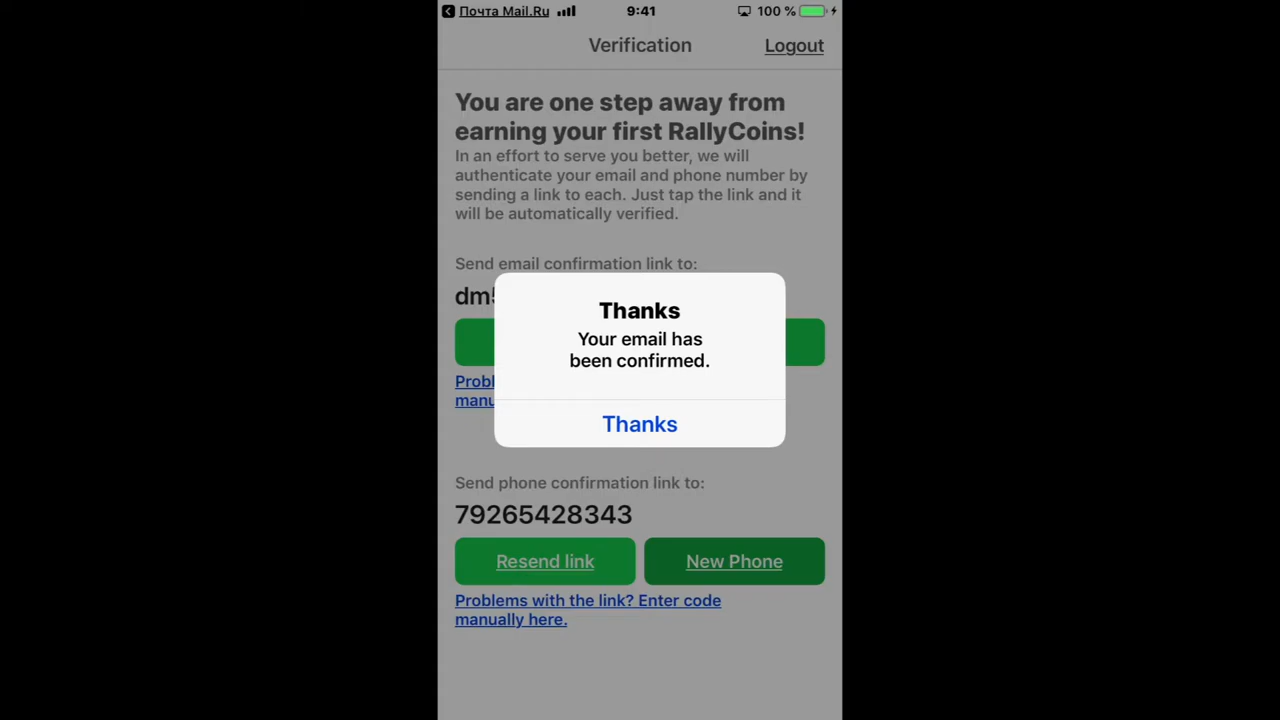 Почта Mail.Ru 9:41 100 %
Verification Logout
You are one step away from
earning your first RallyCoins!
In an effort to serve you better, we will
authenticate your email and phone number by
sending a link to each. Just tap the link and it
will be automatically verified.
Send email confirmation link to:
Thanks
Your email has
been confirmed.
Thanks
Send phone confirmation link to:
79265428343
Resend link New Phone
Problems with the link? Enter code
manually here.